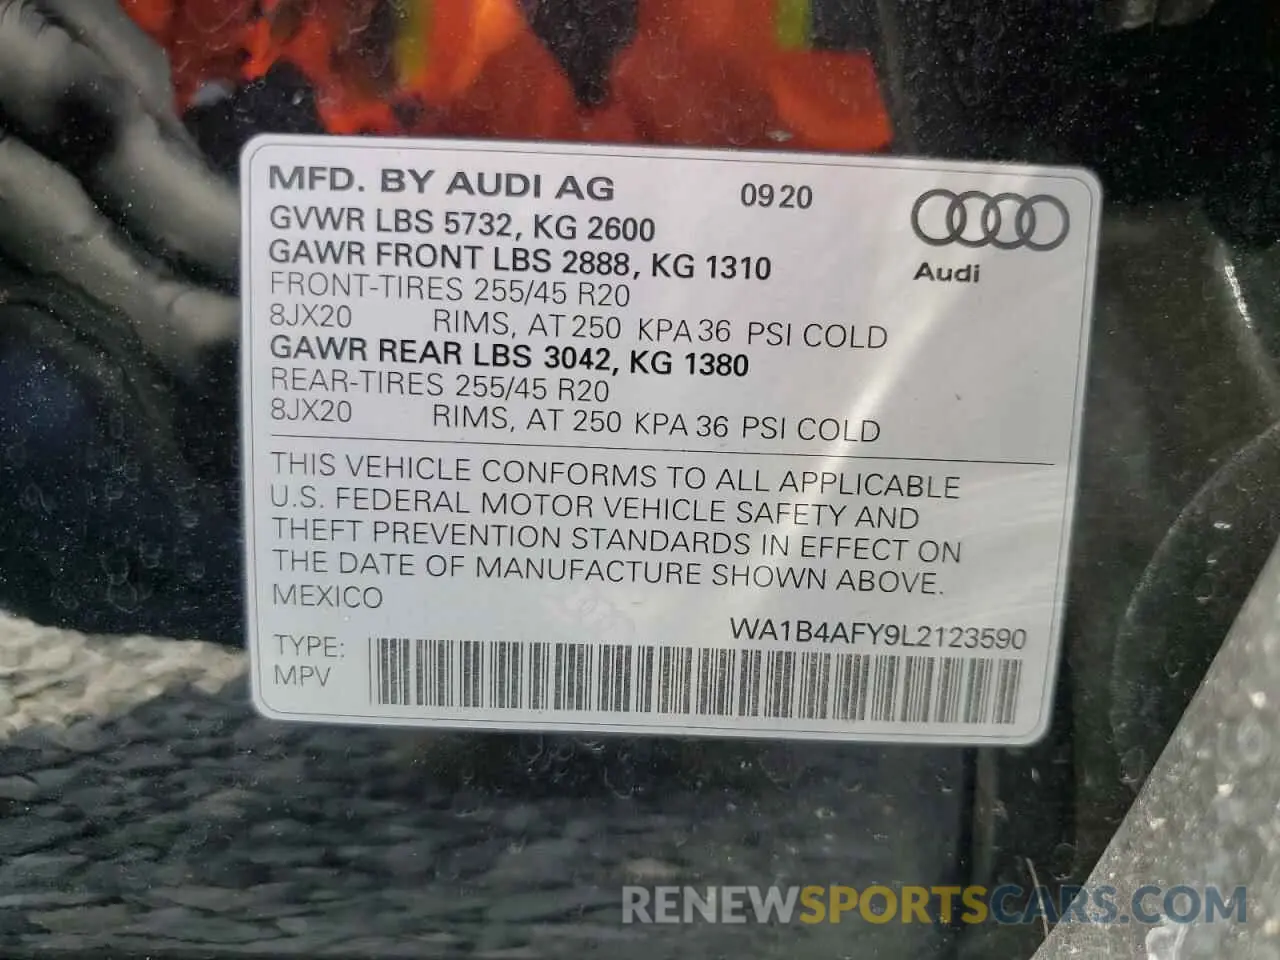 MFD. BY AUDI AG 0920
GVWR LBS 5732, KG 2600
GAWR FRONT LBS 2888, KG 1310
Audi
FRONT-TIRES 255/45 R20
8JX20 RIMS, AT 250 KPA 36 PSI COLD
GAWR REAR LBS 3042, KG 1380
REAR-TIRES 255/45 R20
8JX20 RIMS, AT 250 KPA 36 PSI COLD
THIS VEHICLE CONFORMS TO ALL APPLICABLE
U.S. FEDERAL MOTOR VEHICLE SAFETY AND
THEFT PREVENTION STANDARDS IN EFFECT ON
THE DATE OF MANUFACTURE SHOWN ABOVE.
MEXICO
WA1B4AFY9L2123590
TYPE:
MPV
RENEWSPORTSCARS.COM